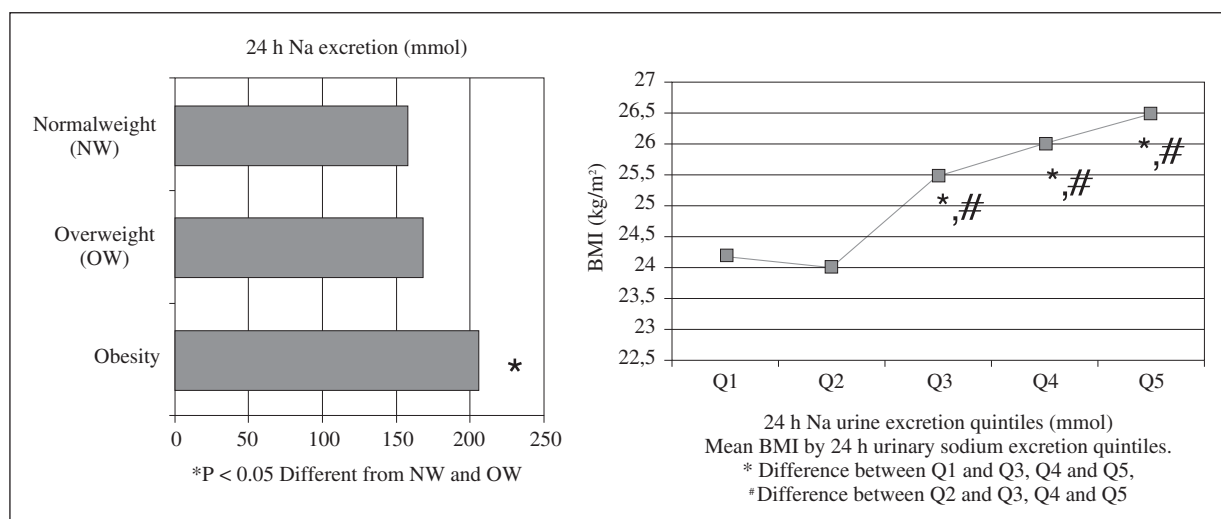 24 h Na excretion (mmol)
Normalweight
(NW)
Overweight
(OW)
Obesity
*
0 50 100 150 200 250
*P < 0.05 Different from NW and OW
BMI (kg/m²)
27
26,5
26
25,5
25
24,5
24
23,5
23
22,5
*,#
*,#
*,#
Q1 Q2 Q3 Q4 Q5
24 h Na urine excretion quintiles (mmol)
Mean BMI by 24 h urinary sodium excretion quintiles.
* Difference between Q1 and Q3, Q4 and Q5,
#Difference between Q2 and Q3, Q4 and Q5